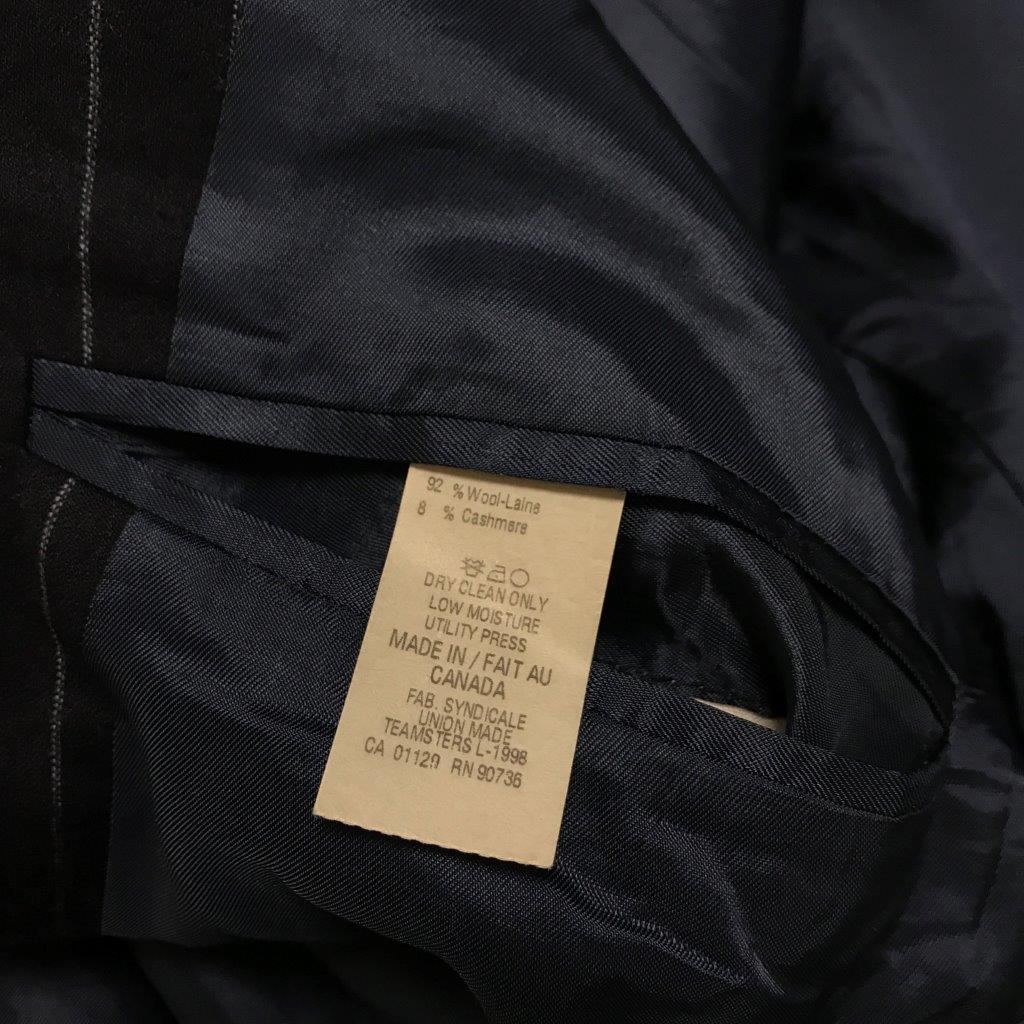 92 % Wool-Laine
8 % Cashmere
DRY CLEAN ONLY
LOW MOISTURE
UTILITY PRESS
MADE IN / FAIT AU
CANADA
FAB. SYNDICALE
UNION MADE
TEAMSTERS L-1998
CA 01129 RN 90736